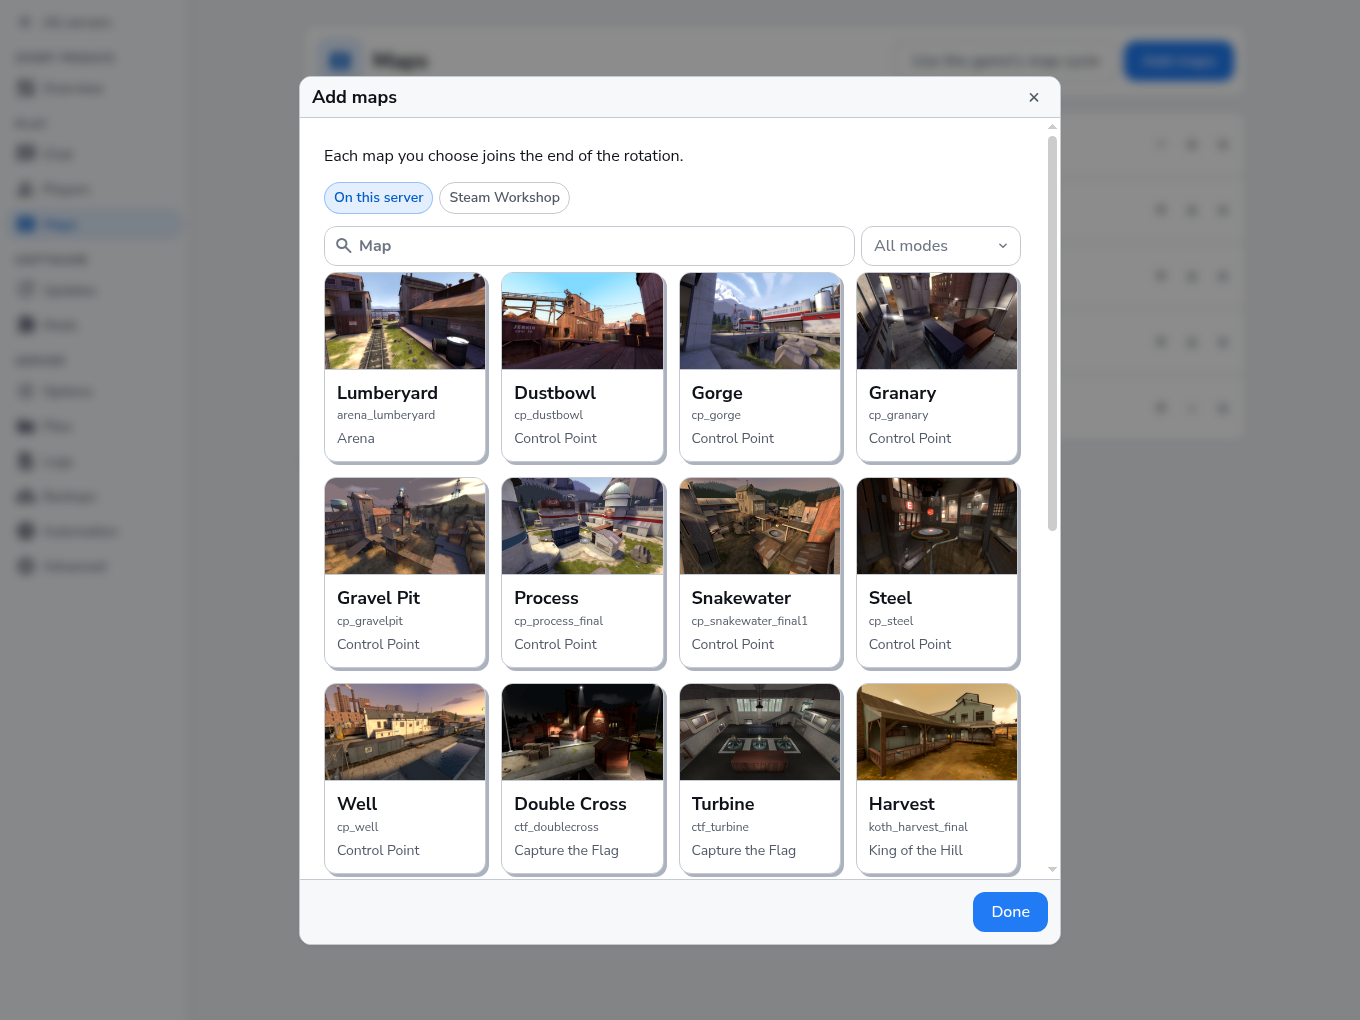 Add maps
Each map you choose joins the end of the rotation.
On this server
Steam Workshop
Map
All modes
Lumberyard
arena_lumberyard
Arena
Dustbowl
cp_dustbowl
Control Point
Gorge
cp_gorge
Control Point
Granary
cp_granary
Control Point
Gravel Pit
cp_gravelpit
Control Point
Process
cp_process_final
Control Point
Snakewater
cp_snakewater_final1
Control Point
Steel
cp_steel
Control Point
Well
cp_well
Control Point
Double Cross
ctf_doublecross
Capture the Flag
Turbine
ctf_turbine
Capture the Flag
Harvest
koth_harvest_final
King of the Hill
Done